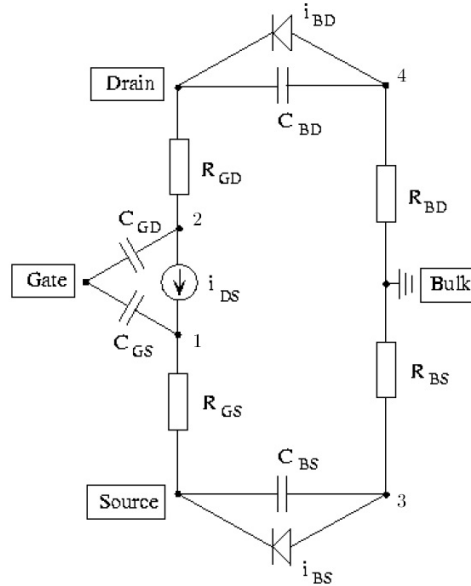 i BD
Drain
4
C BD
R GD
R BD
C GD
2
Gate
i DS
Bulk
C GS
1
R BS
R GS
C BS
Source
3
i BS